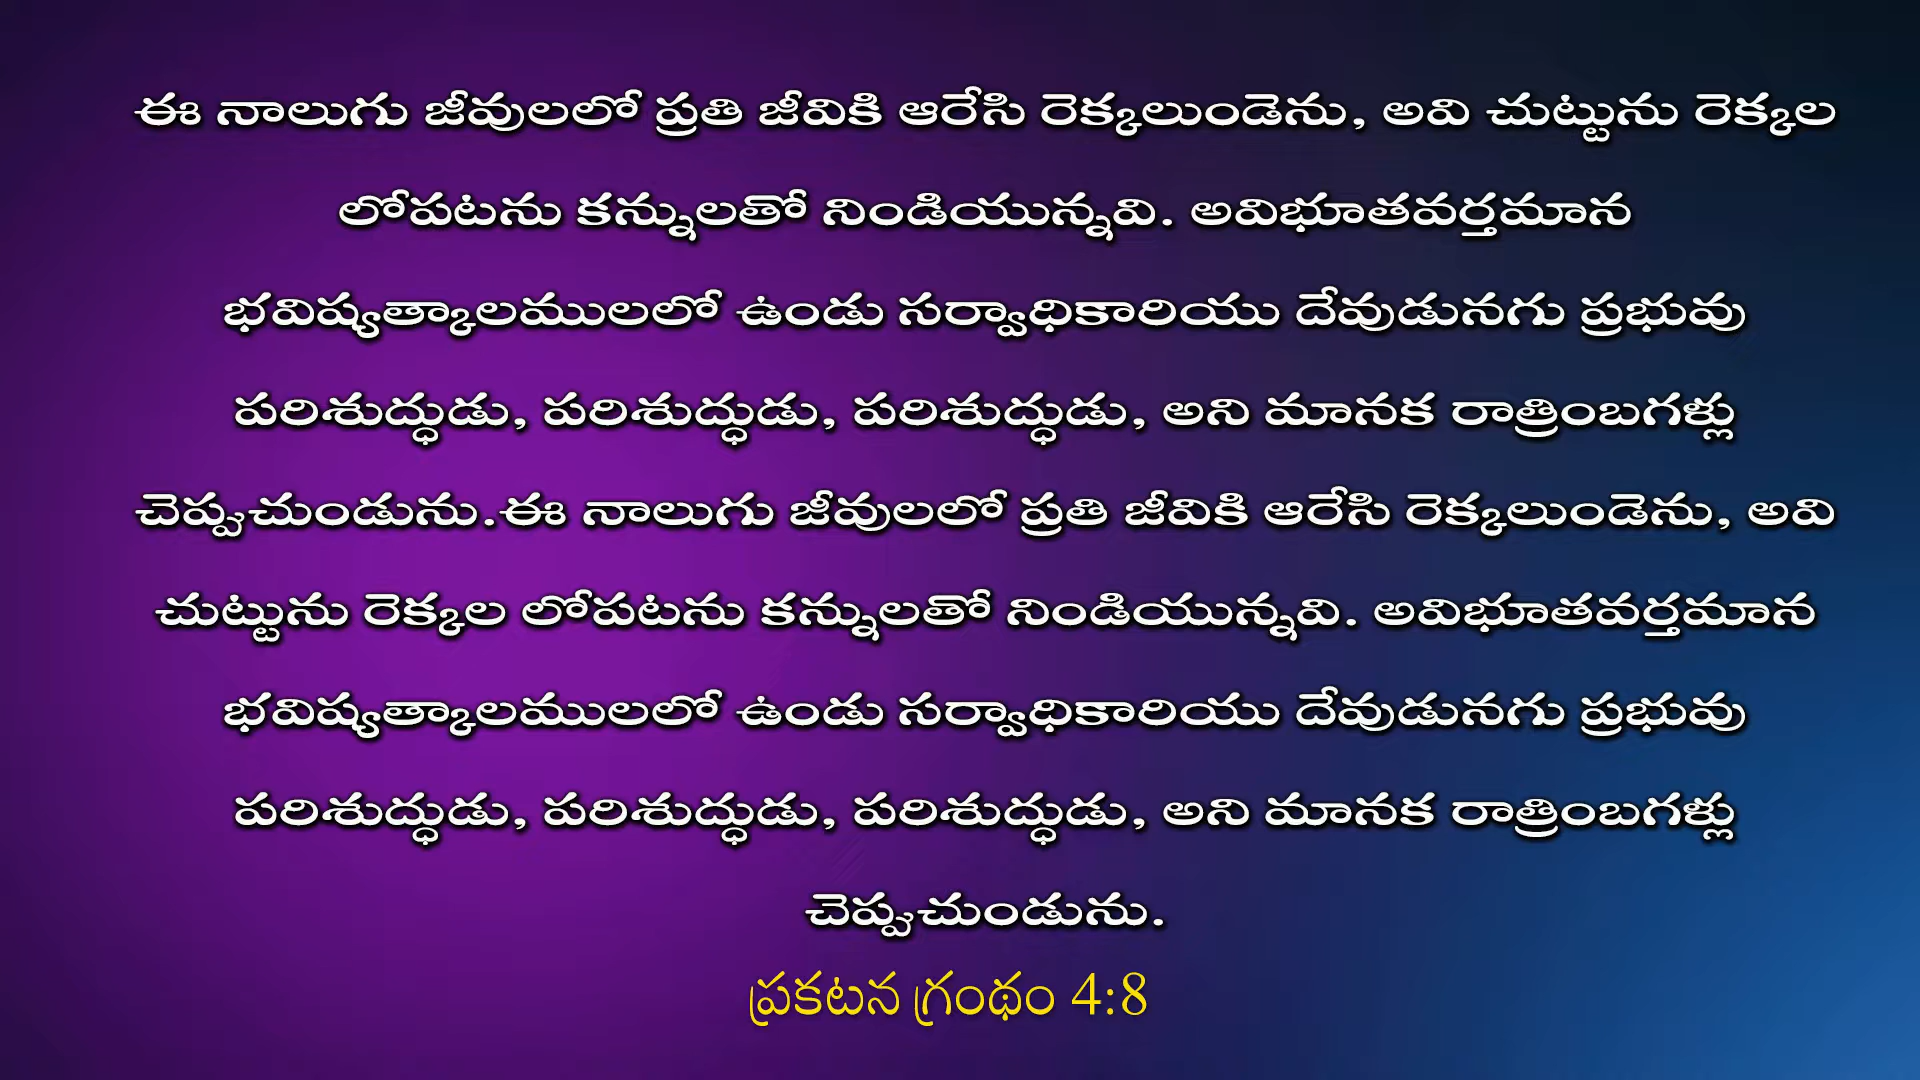 ఈ నాలుగు జీవులలో ప్రతి జీవికి ఆరేసి రెక్కలుండెను, అవి చుట్టును రెక్కల
లోపటను కన్నులతో నిండియున్నవి. అవిభూతవర్తమాన
భవిష్యత్కాలములలో ఉండు సర్వాధికారియు దేవుడునగు ప్రభువు
పరిశుద్ధుడు, పరిశుద్ధుడు, పరిశుద్ధుడు, అని మానక రాత్రింబగళ్లు
చెప్పుచుండును.ఈ నాలుగు జీవులలో ప్రతి జీవికి ఆరేసి రెక్కలుండెను, అవి
చుట్టును రెక్కల లోపటను కన్నులతో నిండియున్నవి. అవిభూతవర్తమాన
భవిష్యత్కాలములలో ఉండు సర్వాధికారియు దేవుడునగు ప్రభువు
పరిశుద్ధుడు, పరిశుద్ధుడు, పరిశుద్ధుడు, అని మానక రాత్రింబగళ్లు
చెప్పుచుండును.
ప్రకటన గ్రంథం 4:8